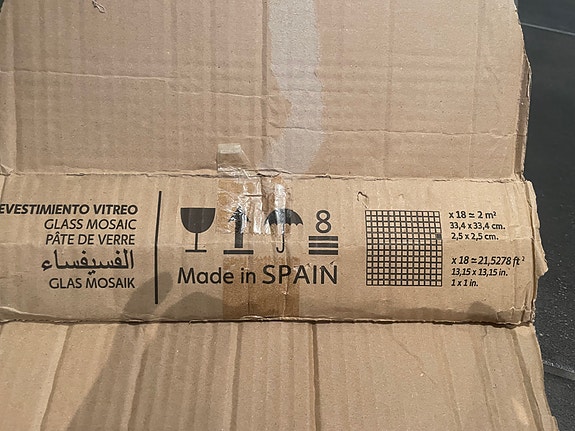 EVESTIMIENTO VITREO
GLASS MOSAIC
PÂTE DE VERRE
الفسيفساء
GLAS MOSAIK
8
Made in SPAIN
x 18 ≃ 2 m²
33,4 x 33,4 cm.
2,5 x 2,5 cm.
x 18 ≃ 21,5278 ft²
13,15 x 13,15 in.
1 x 1 in.